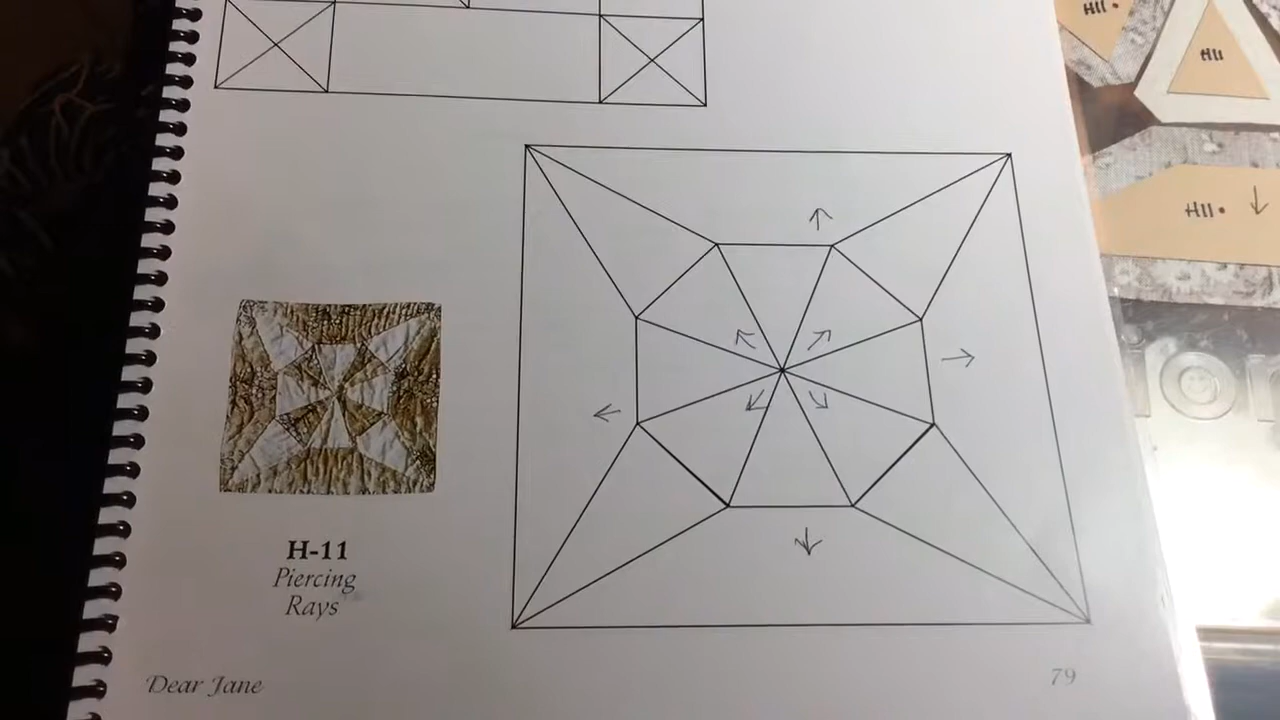 H11•
H11
H11•
H-11
Piercing
Rays
Dear Jane
79